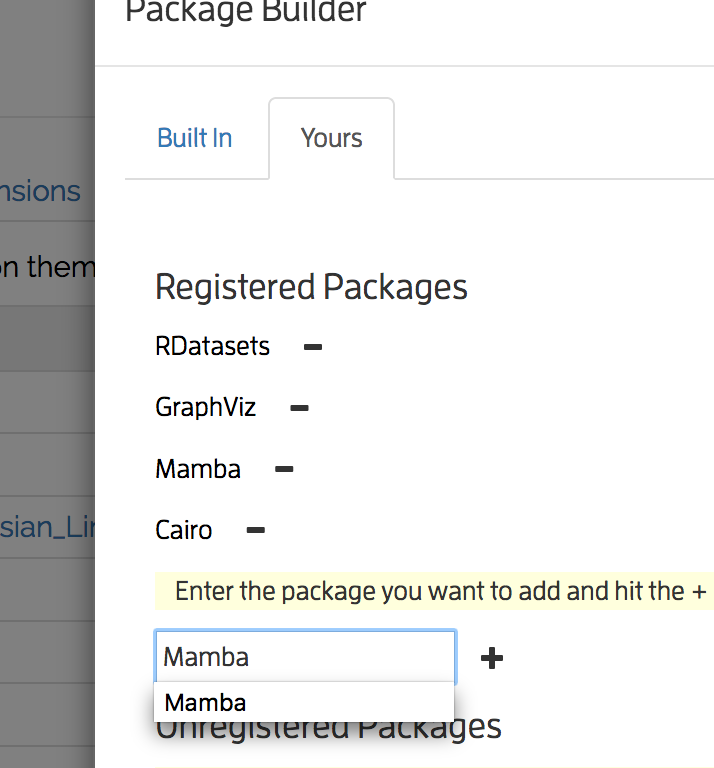 Package Builder
Built In
Yours
nsions
on them
Registered Packages
RDatasets
GraphViz
Mamba
Cairo
sian_Lin
Enter the package you want to add and hit the +
Mamba
Mamba
Unregistered Packages